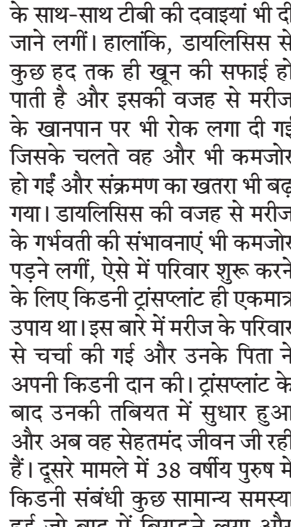 के साथ-साथ टीबी की दवाइयां भी दी
जाने लगीं। हालांकि, डायलिसिस से
कुछ हद तक ही खून की सफाई हो
पाती है और इसकी वजह से मरीज
के खानपान पर भी रोक लगा दी गई
जिसके चलते वह और भी कमजोर
हो गईं और संक्रमण का खतरा भी बढ़
गया। डायलिसिस की वजह से मरीज
के गर्भवती की संभावनाएं भी कमजोर
पड़ने लगीं, ऐसे में परिवार शुरू करने
के लिए किडनी ट्रांसप्लांट ही एकमात्र
उपाय था। इस बारे में मरीज के परिवार
से चर्चा की गई और उनके पिता ने
अपनी किडनी दान की। ट्रांसप्लांट के
बाद उनकी तबियत में सुधार हुआ
और अब वह सेहतमंद जीवन जी रही
हैं। दूसरे मामले में 38 वर्षीय पुरुष में
किडनी संबंधी कुछ सामान्य समस्या
हुई जो बाद में बिगड़ने लगा और